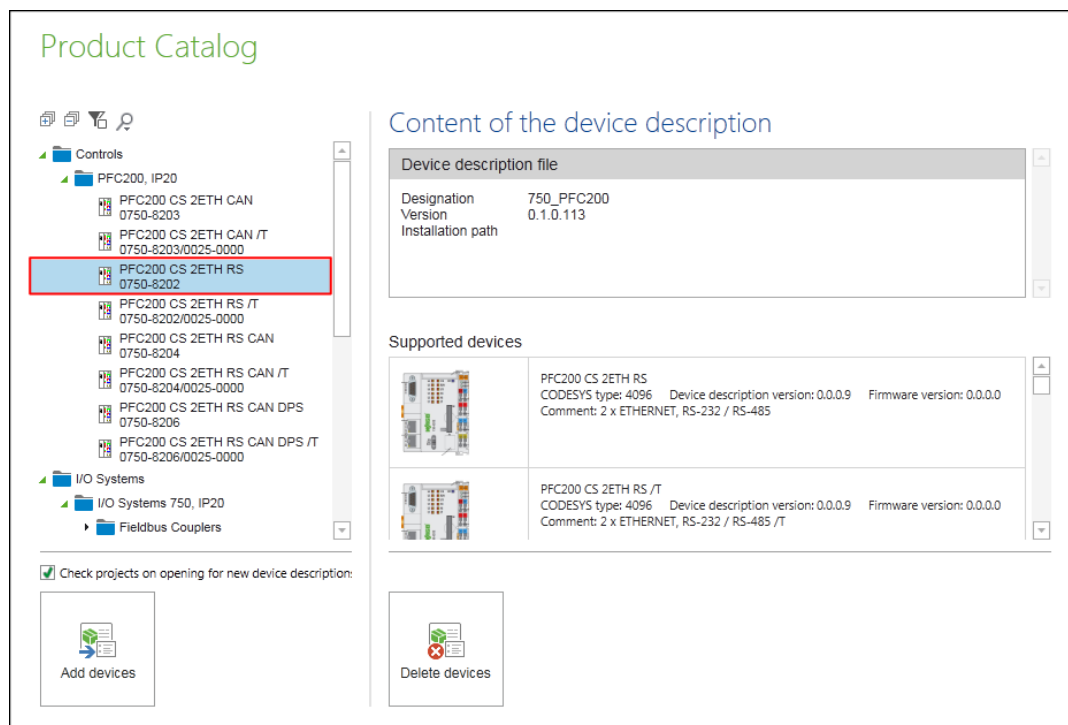 Product Catalog
Controls
PFC200, IP20
PFC200 CS 2ETH CAN
0750-8203
PFC200 CS 2ETH CAN /T
0750-8203/0025-0000
PFC200 CS 2ETH RS
0750-8202
PFC200 CS 2ETH RS /T
0750-8202/0025-0000
PFC200 CS 2ETH RS CAN
0750-8204
PFC200 CS 2ETH RS CAN /T
0750-8204/0025-0000
PFC200 CS 2ETH RS CAN DPS
0750-8206
PFC200 CS 2ETH RS CAN DPS /T
0750-8206/0025-0000
I/O Systems
I/O Systems 750, IP20
Fieldbus Couplers
Check projects on opening for new device description:
Add devices
Content of the device description
Device description file
Designation 750_PFC200
Version 0.1.0.113
Installation path
Supported devices
PFC200 CS 2ETH RS
CODESYS type: 4096 Device description version: 0.0.0.9 Firmware version: 0.0.0.0
Comment: 2 x ETHERNET, RS-232 / RS-485
PFC200 CS 2ETH RS /T
CODESYS type: 4096 Device description version: 0.0.0.9 Firmware version: 0.0.0.0
Comment: 2 x ETHERNET, RS-232 / RS-485 /T
Delete devices